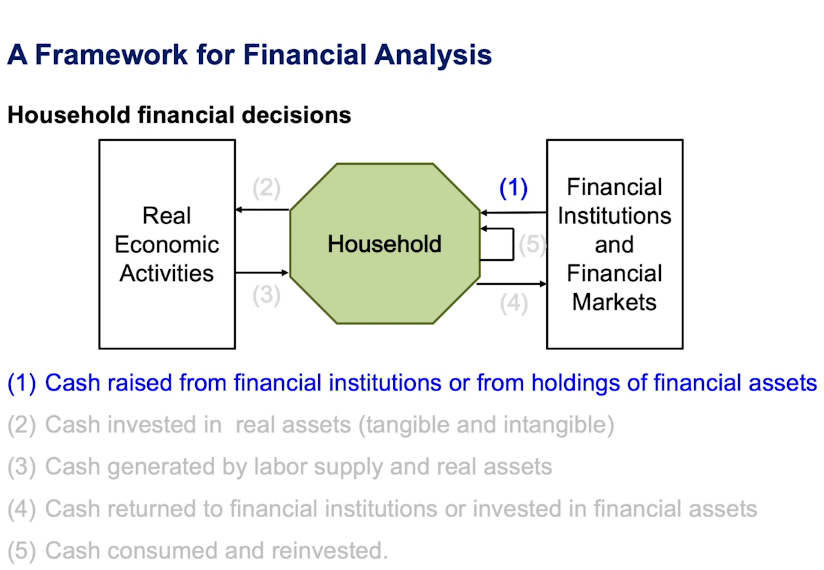 A Framework for Financial Analysis
Household financial decisions
Real
Economic
Activities
(2)
(3)
Household
(1)
(5)
(4)
Financial
Institutions
and
Financial
Markets
(1) Cash raised from financial institutions or from holdings of financial assets
(2) Cash invested in real assets (tangible and intangible)
(3) Cash generated by labor supply and real assets
(4) Cash returned to financial institutions or invested in financial assets
(5) Cash consumed and reinvested.